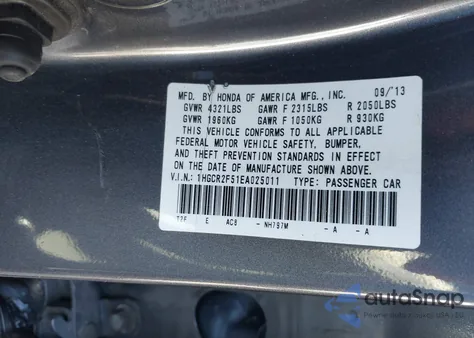 MFD. BY HONDA OF AMERICA MFG., INC. 09/'13
GVWR 4321LBS GAWR F 2315LBS R 2050LBS
GVWR 1960KG GAWR F 1050KG R 930KG
THIS VEHICLE CONFORMS TO ALL APPLICABLE
FEDERAL MOTOR VEHICLE SAFETY, BUMPER,
AND THEFT PREVENTION STANDARDS IN EFFECT
ON THE DATE OF MANUFACTURE SHOWN ABOVE.
V.I.N.: 1HGCR2F51EA025011 TYPE: PASSENGER CAR
E AC8 - NH797M -A -A
autoSnap